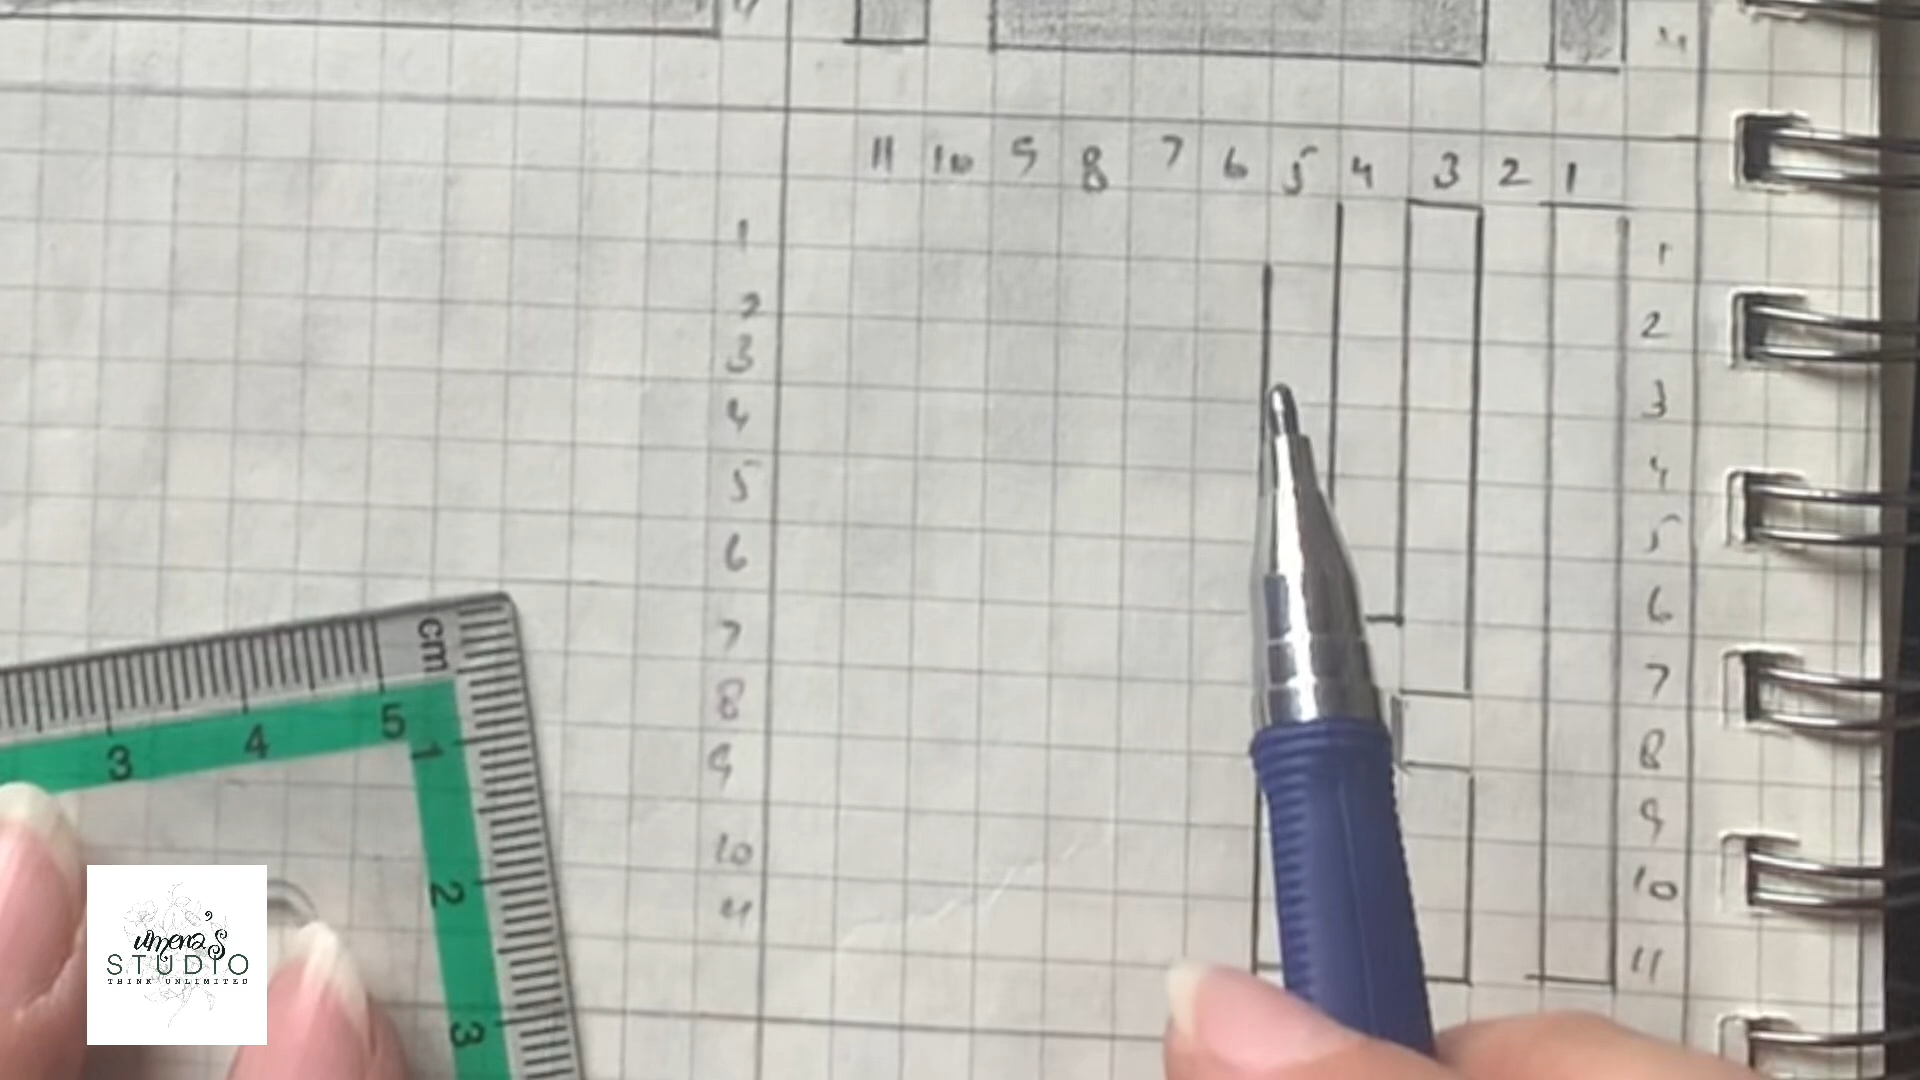 11 10 9 8 7 6 5 4 3 2 1
1 1
2 2
3 3
4 4
5 5
6 6
7 7
8 8
9 9
10 10
11 11
cm
3 4 5
1
2
3
umena's
STUDIO
THINK UNLIMITED